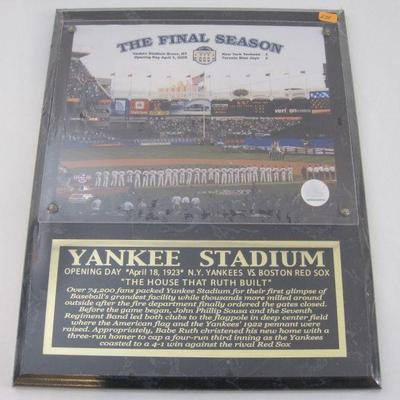 THE FINAL SEASON
Yankee Stadium Bronx, NY
New York Yankees
Opening Day April 1, 2008
Toronto Blue Jays
verizon
YANKEE STADIUM
OPENING DAY *April 18, 1923* N.Y. YANKEES VS. BOSTON RED SOX
"THE HOUSE THAT RUTH BUILT"
Over 74,200 fans packed Yankee Stadium for their first glimpse of
Baseball's grandest facility while thousands more milled around
outside after the fire department finally ordered the gates closed.
Before the game began, John Phillip Sousa and the Seventh
Regiment Band led both clubs to the flagpole in deep center field
where the American flag and the Yankees' 1922 pennant were
raised. Appropriately, Babe Ruth christened his new home with a
three-run homer to cap a four-run third inning as the Yankees
coasted to a 4-1 win against the rival Red Sox